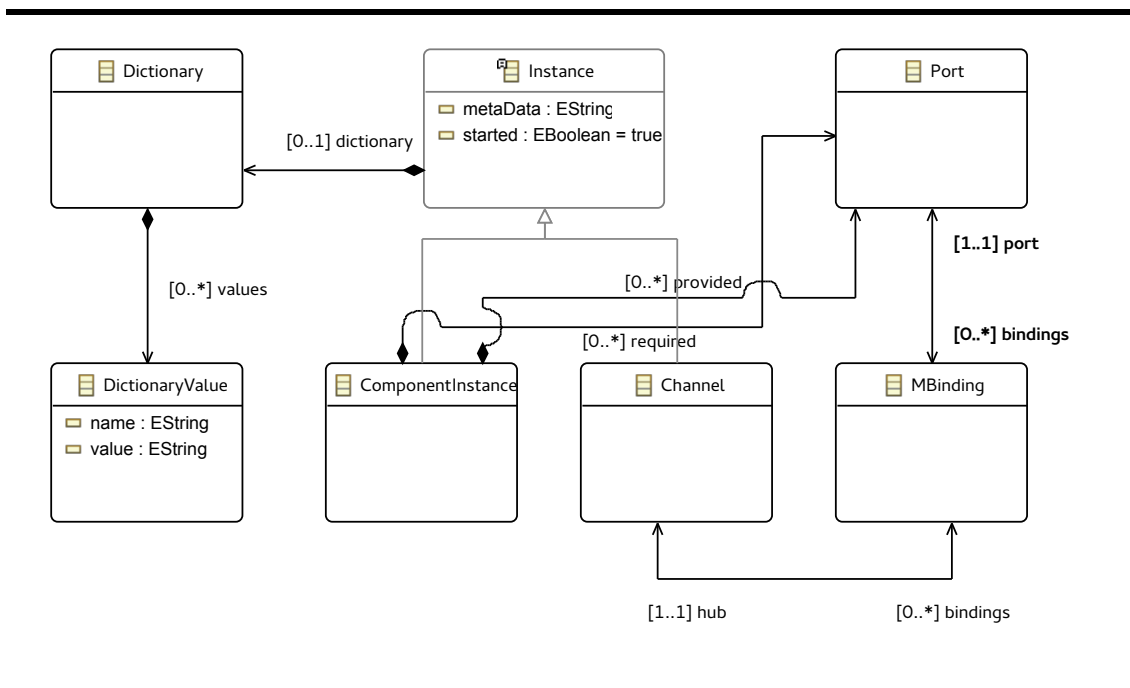 Dictionary
Instance
Port
metaData : EString
started : EBoolean = true
[0..1] dictionary
[1..1] port
[0..*] provided
[0..*] values
[0..*] bindings
[0..*] required
DictionaryValue
ComponentInstance
Channel
MBinding
name : EString
value : EString
[1..1] hub
[0..*] bindings